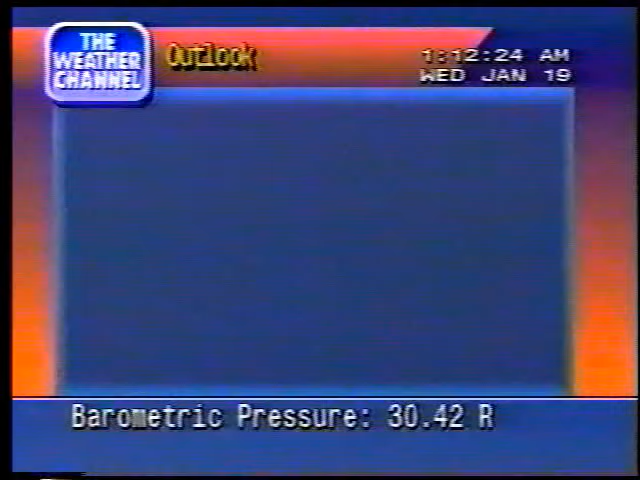 THE
WEATHER
CHANNEL
Outlook
1:12:24 AM
WED JAN 19
Barometric Pressure: 30.42 R